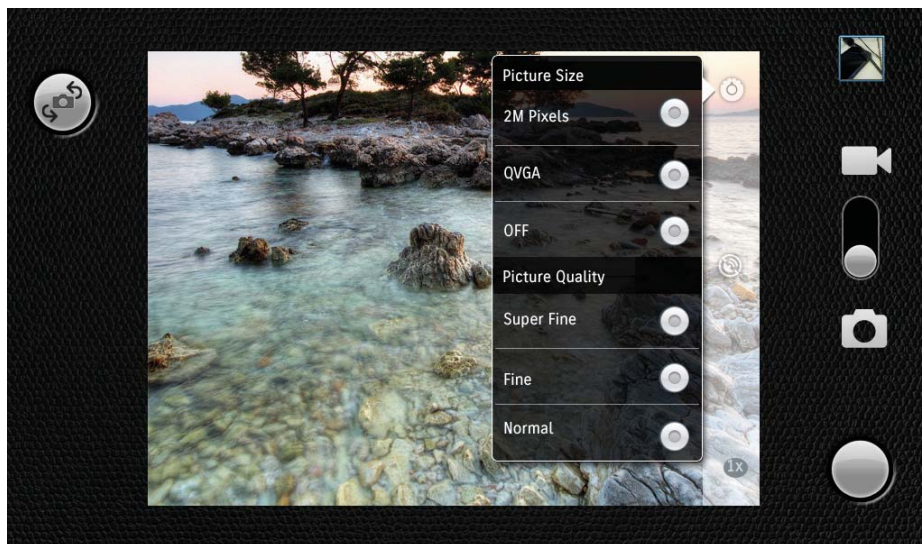 Picture Size
2M Pixels
QVGA
OFF
Picture Quality
Super Fine
Fine
Normal
1x